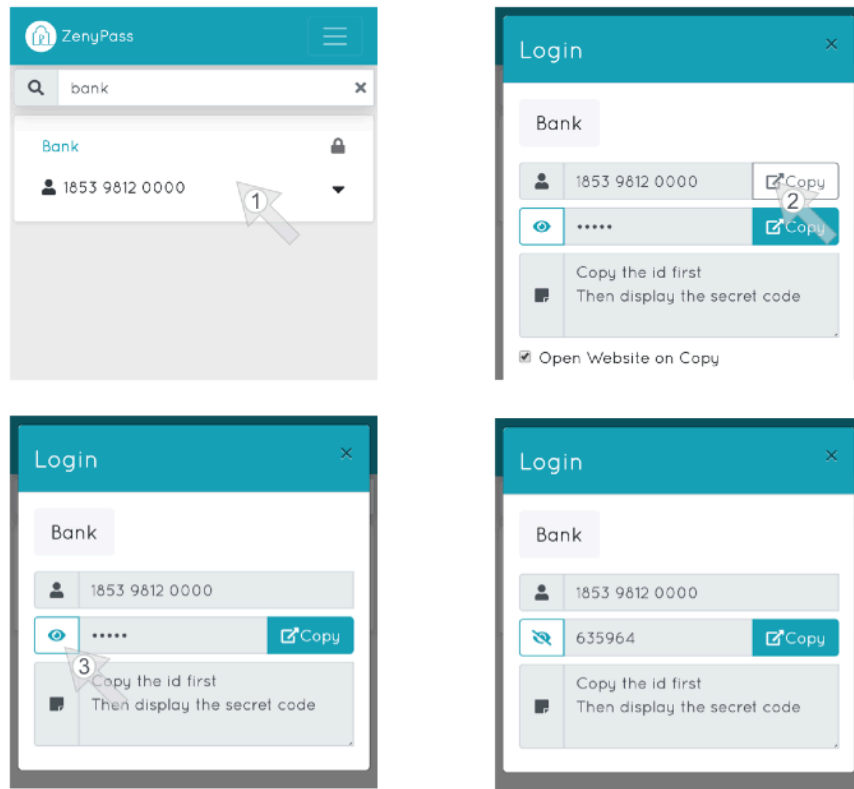 ZenyPass
bank
Bank
1853 9812 0000
1
Login
Bank
1853 9812 0000 Copy
2
••••• Copy
Copy the id first
Then display the secret code
Open Website on Copy
Login
Bank
1853 9812 0000
••••• Copy
3
Copy the id first
Then display the secret code
Login
Bank
1853 9812 0000
635964 Copy
Copy the id first
Then display the secret code